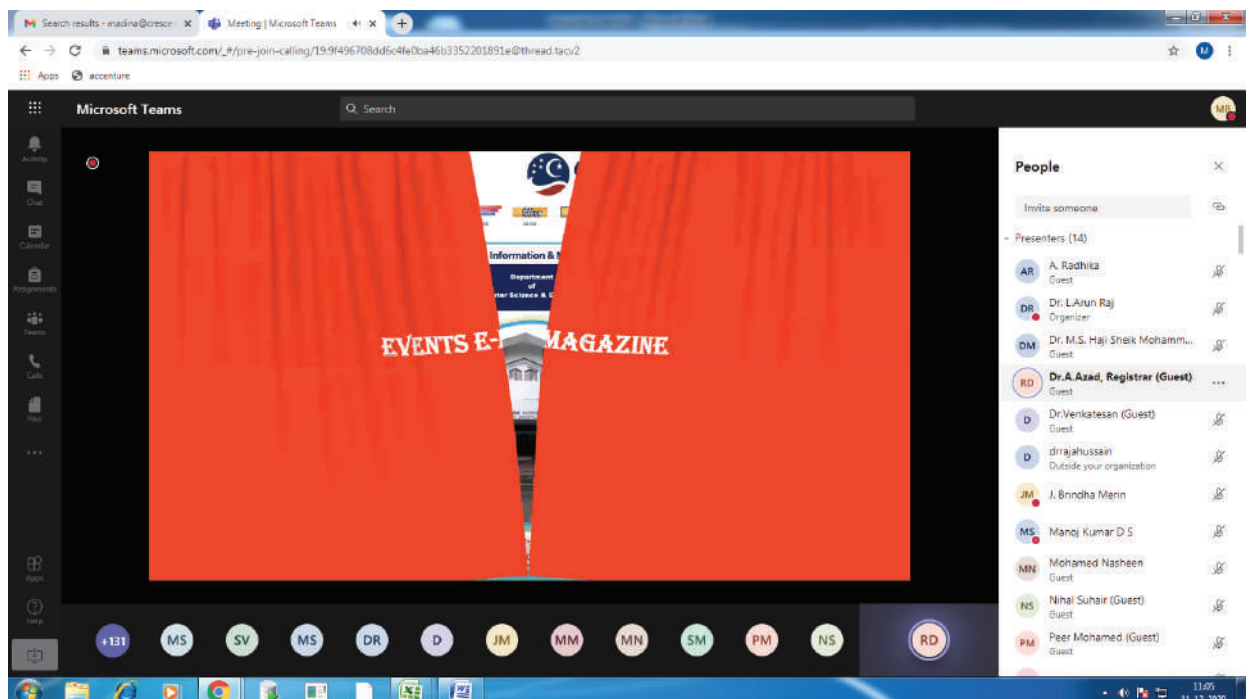 Search results - madina@cresce
Meeting | Microsoft Teams
teams.microsoft.com/_#/pre-join-calling/19:9f496708dd6c4fe0ba46b3352201891e@thread.tacv2
M
Apps
accenture
Microsoft Teams
Search
MB
Activity
Chat
Calendar
Assignments
Teams
Calls
Files
Apps
Help
Information &
Department
of
ter Science &
EVENTS E-MAGAZINE
+131
MS
SV
MS
DR
D
JM
MM
MN
SM
PM
NS
RD
People
Invite someone
Presenters (14)
AR
A. Radhika
Guest
DR
Dr. L.Arun Raj
Organizer
DM
Dr. M.S. Haji Sheik Mohamm...
Guest
RD
Dr.A.Azad, Registrar (Guest)
Guest
D
Dr.Venkatesan (Guest)
Guest
D
drrajahussain
Outside your organization
JM
J. Brindha Merin
MS
Manoj Kumar D S
MN
Mohamed Nasheen
Guest
NS
Nihal Suhair (Guest)
Guest
PM
Peer Mohamed (Guest)
Guest
11:05